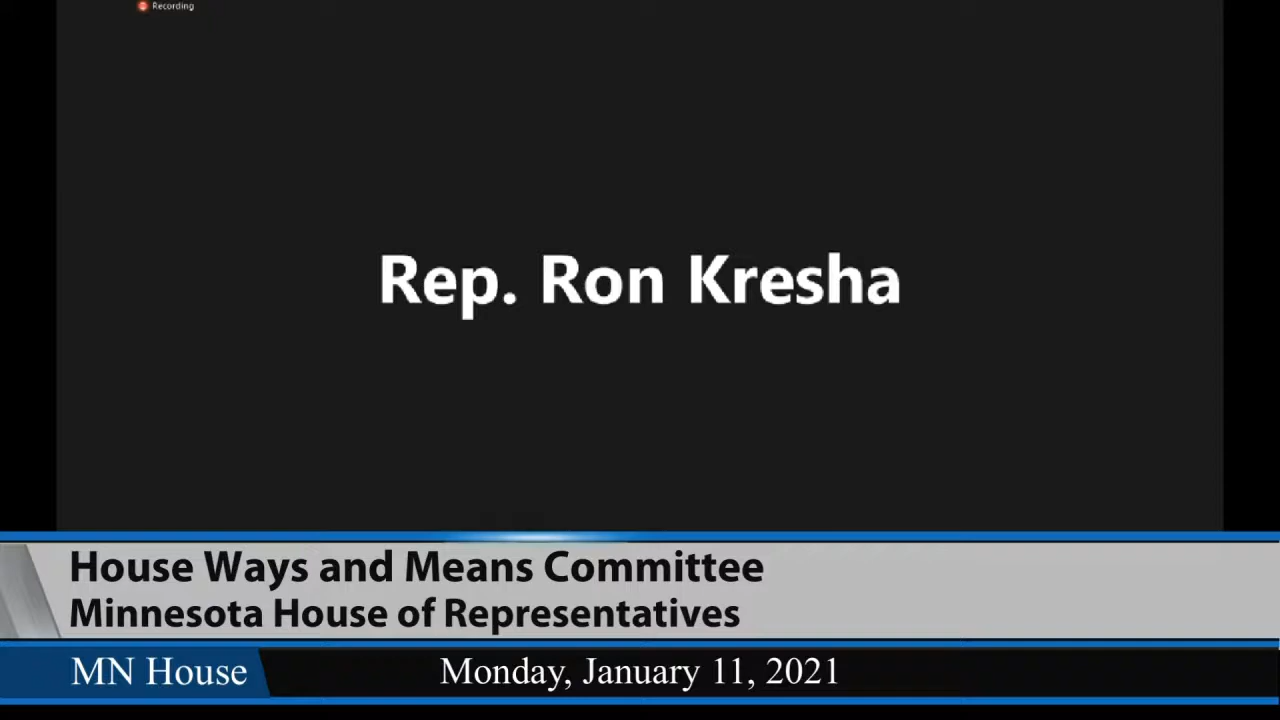 Recording
Rep. Ron Kresha
House Ways and Means Committee
Minnesota House of Representatives
MN House
Monday, January 11, 2021